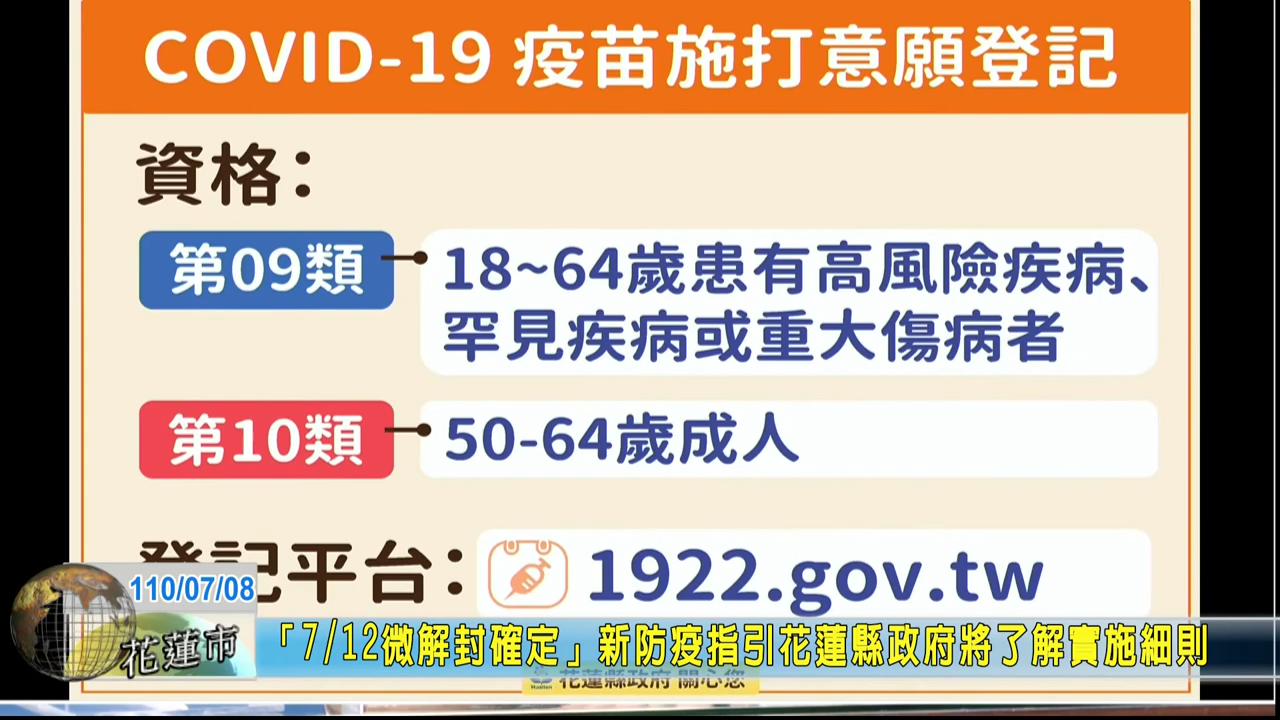 COVID-19 疫苗施打意願登記
資格：
第09類
18~64歲患有高風險疾病、
罕見疾病或重大傷病者
第10類
50-64歲成人
登記平台：
1922.gov.tw
110/07/08
花蓮市
「7/12微解封確定」新防疫指引花蓮縣政府將了解實施細則
花蓮縣政府 關心您